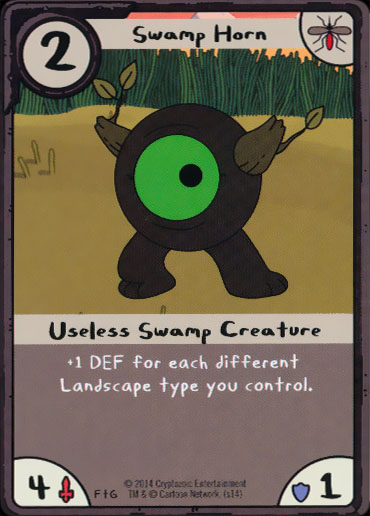 2
Swamp Horn
Useless Swamp Creature
+1 DEF for each different
Landscape type you control.
4
FtG
© 2014 Cryptozoic Entertainment
TM & © Cartoon Network. (s14)
1